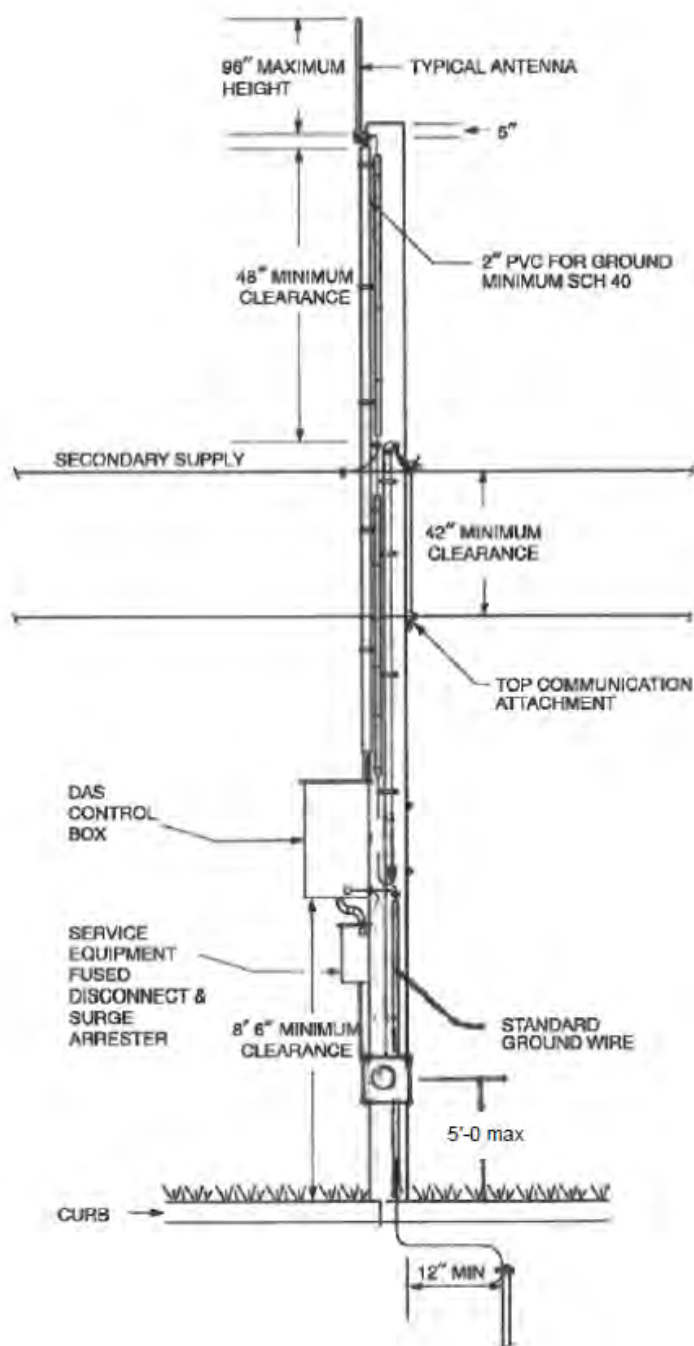 96" MAXIMUM
HEIGHT
TYPICAL ANTENNA
6"
2" PVC FOR GROUND
MINIMUM SCH 40
48" MINIMUM
CLEARANCE
SECONDARY SUPPLY
42" MINIMUM
CLEARANCE
TOP COMMUNICATION
ATTACHMENT
DAS
CONTROL
BOX
SERVICE
EQUIPMENT
FUSED
DISCONNECT &
SURGE
ARRESTER
8' 6" MINIMUM
CLEARANCE
STANDARD
GROUND WIRE
5'-0 max
CURB
12" MIN